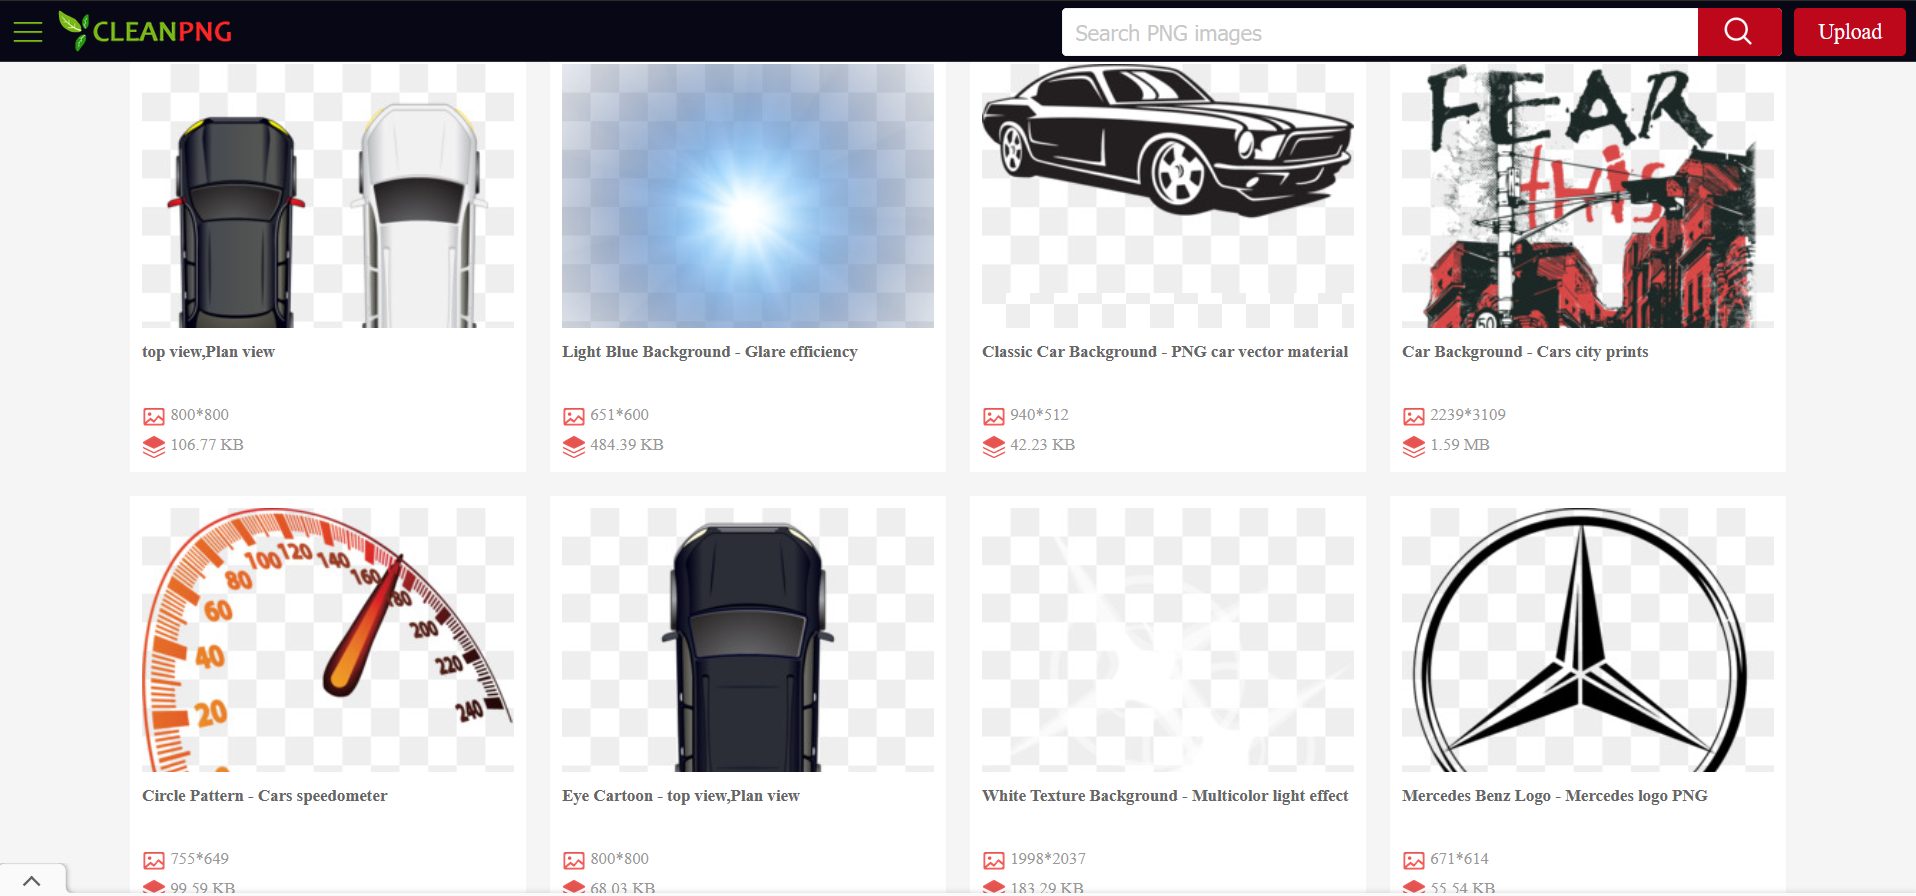 CLEANPNG
Search PNG images
Upload
FEAR
this
50
top view,Plan view
800*800
106.77 KB
Light Blue Background - Glare efficiency
651*600
484.39 KB
Classic Car Background - PNG car vector material
940*512
42.23 KB
Car Background - Cars city prints
2239*3109
1.59 MB
20
40
60
80
100
120
140
160
180
200
220
240
Circle Pattern - Cars speedometer
755*649
99.59 KB
Eye Cartoon - top view,Plan view
800*800
68.03 KB
White Texture Background - Multicolor light effect
1998*2037
183.29 KB
Mercedes Benz Logo - Mercedes logo PNG
671*614
55.54 KB